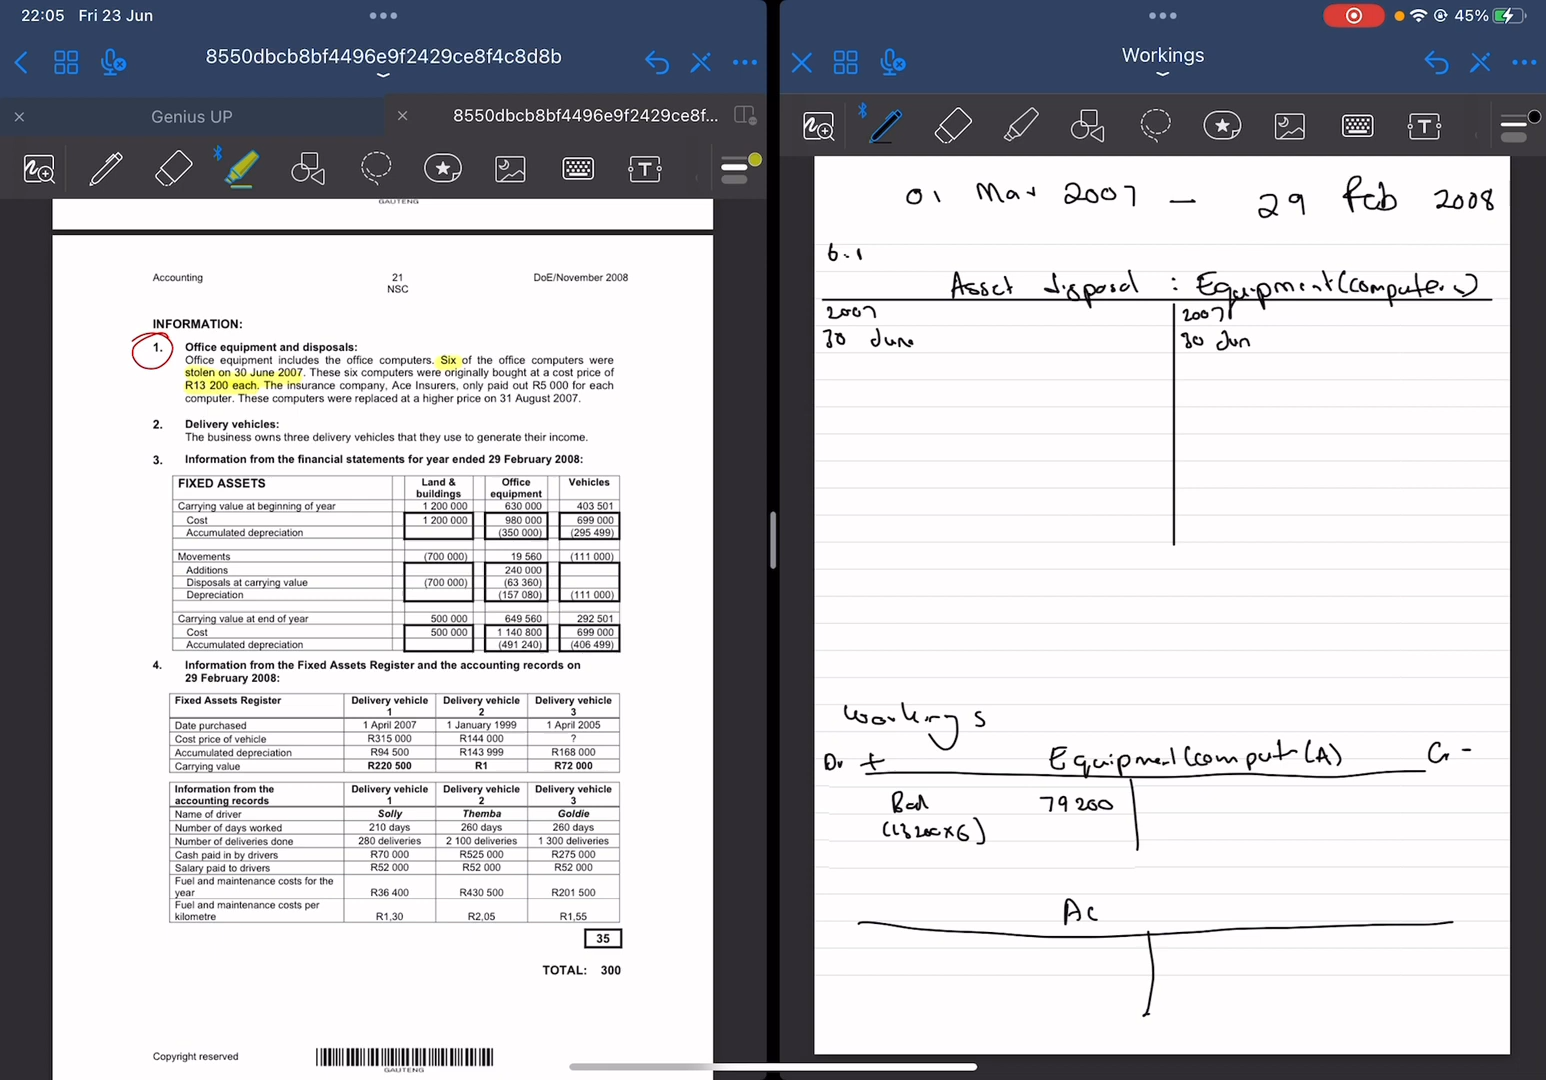 22:05 Fri 23 Jun
45%
8550dbcb8bf4496e9f2429ce8f4c8d8b
Genius UP
8550dbcb8bf4496e9f2429ce8f...
GAUTENG
Accounting 21 DoE/November 2008
NSC
INFORMATION:
1. Office equipment and disposals:
Office equipment includes the office computers. Six of the office computers were
stolen on 30 June 2007. These six computers were originally bought at a cost price of
R13 200 each. The insurance company, Ace Insurers, only paid out R5 000 for each
computer. These computers were replaced at a higher price on 31 August 2007.
2. Delivery vehicles:
The business owns three delivery vehicles that they use to generate their income.
3. Information from the financial statements for year ended 29 February 2008:
FIXED ASSETS Land & buildings Office equipment Vehicles
Carrying value at beginning of year 1 200 000 630 000 403 501
Cost 1 200 000 980 000 699 000
Accumulated depreciation (350 000) (295 499)
Movements (700 000) 19 560 (111 000)
Additions 240 000
Disposals at carrying value (700 000) (63 360)
Depreciation (157 080) (111 000)
Carrying value at end of year 500 000 649 560 292 501
Cost 500 000 1 140 800 699 000
Accumulated depreciation (491 240) (406 499)
4. Information from the Fixed Assets Register and the accounting records on
29 February 2008:
Fixed Assets Register Delivery vehicle 1 Delivery vehicle 2 Delivery vehicle 3
Date purchased 1 April 2007 1 January 1999 1 April 2005
Cost price of vehicle R315 000 R144 000 ?
Accumulated depreciation R94 500 R143 999 R168 000
Carrying value R220 500 R1 R72 000
Information from the accounting records Delivery vehicle 1 Delivery vehicle 2 Delivery vehicle 3
Name of driver Solly Themba Goldie
Number of days worked 210 days 260 days 260 days
Number of deliveries done 280 deliveries 2 100 deliveries 1 300 deliveries
Cash paid in by drivers R70 000 R525 000 R275 000
Salary paid to drivers R52 000 R52 000 R52 000
Fuel and maintenance costs for the year R36 400 R430 500 R201 500
Fuel and maintenance costs per kilometre R1,30 R2,05 R1,55
35
TOTAL: 300
Copyright reserved
GAUTENG
Workings
01 Mar 2007 - 29 Feb 2008
6.1
Asset disposal : Equipment(computers)
2007 2007
30 June 30 Jun
Workings
Dr + Equipment(comput(A) Cr -
Bal 79200
(13200x6)
Ac